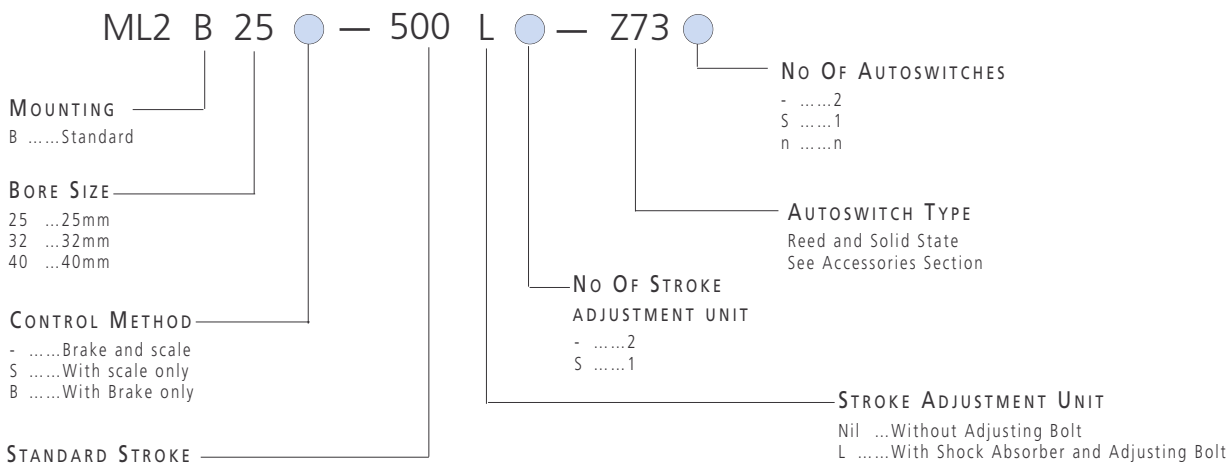 ML2 B 25 — 500 L — Z73
MOUNTING
B ......Standard
BORE SIZE
25 ...25mm
32 ...32mm
40 ...40mm
CONTROL METHOD
- ......Brake and scale
S ......With scale only
B ......With Brake only
STANDARD STROKE
NO OF AUTOSWITCHES
- ......2
S ......1
n ......n
AUTOSWITCH TYPE
Reed and Solid State
See Accessories Section
NO OF STROKE
ADJUSTMENT UNIT
- ......2
S ......1
STROKE ADJUSTMENT UNIT
Nil ...Without Adjusting Bolt
L ......With Shock Absorber and Adjusting Bolt